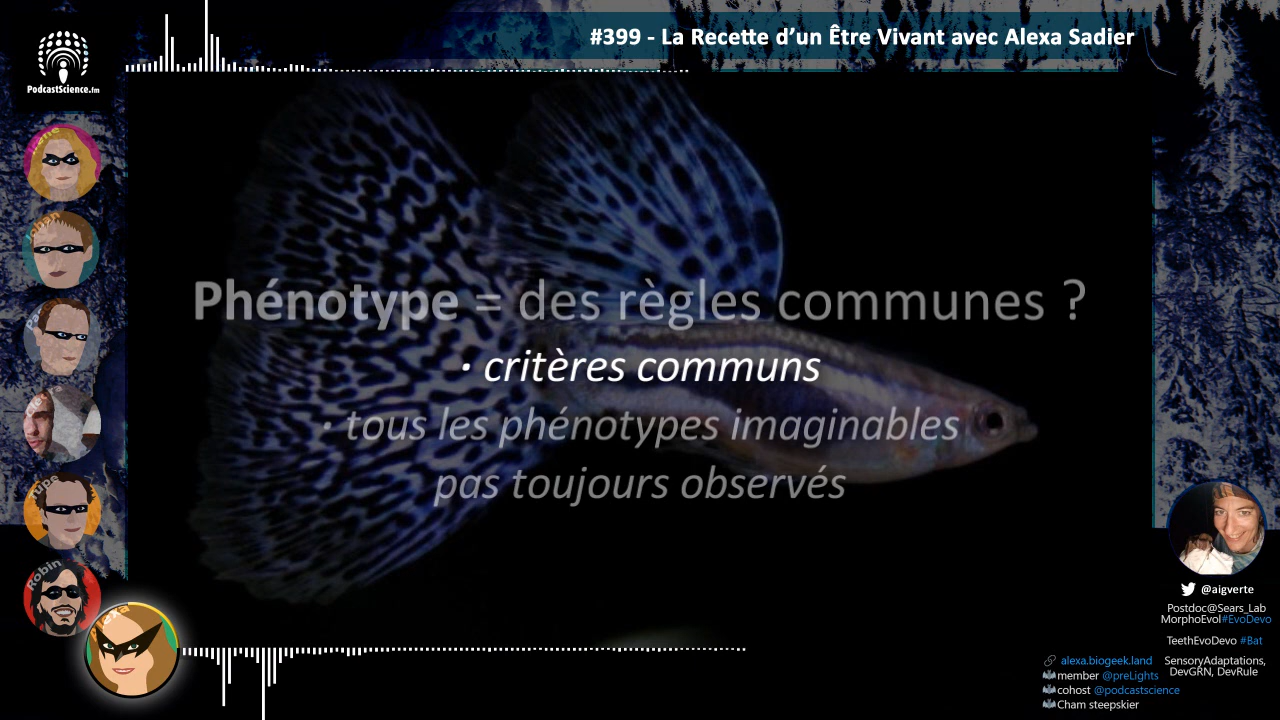 #399 - La Recette d'un Être Vivant avec Alexa Sadier
PodcastScience.fm
Phénotype = des règles communes ?
· critères communs
· tous les phénotypes imaginables
pas toujours observés
Robin
Alexa
@aigverte
Postdoc@Sears_Lab
MorphoEvol#EvoDevo
TeethEvoDevo #Bat
SensoryAdaptations,
DevGRN, DevRule
alexa.biogeek.land
member @preLights
cohost @podcastscience
Cham steepskier